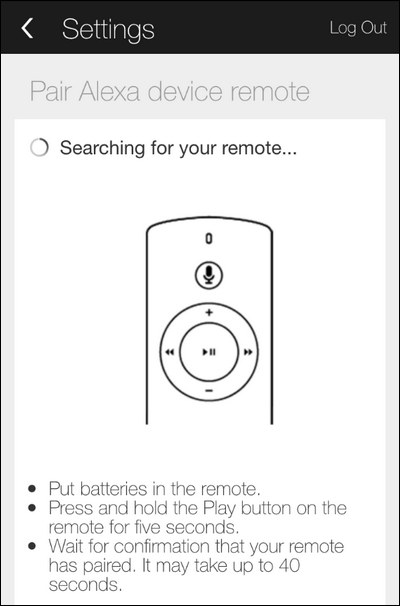 Settings
Log Out
Pair Alexa device remote
Searching for your remote...
• Put batteries in the remote.
• Press and hold the Play button on the
remote for five seconds.
• Wait for confirmation that your remote
has paired. It may take up to 40
seconds.